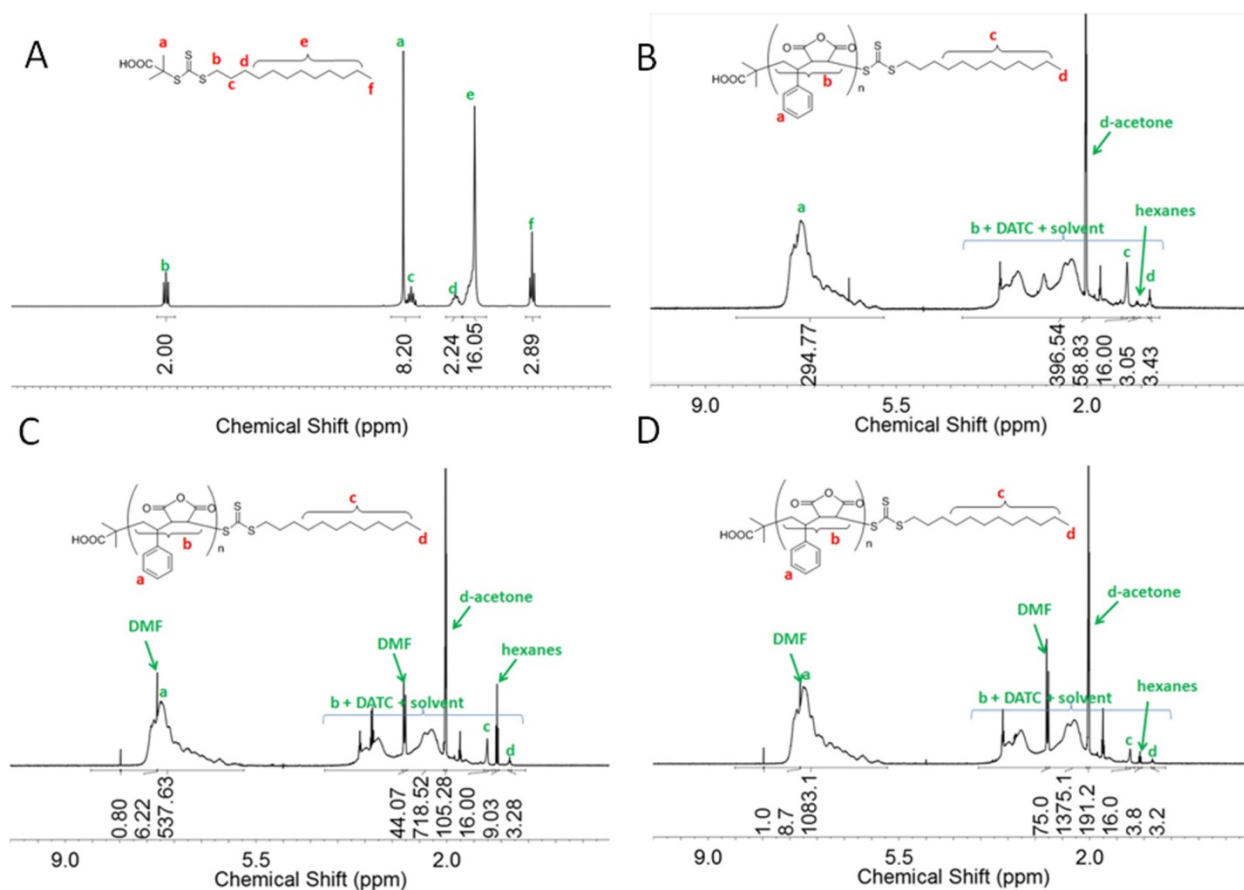 A
a
HOOC
S
S
S
b
c
d
e
f
b
a
c
d
e
f
2.00
8.20
2.24
16.05
2.89
Chemical Shift (ppm)
B
O
O
O
HOOC
a
b
n
S
S
S
c
d
a
d-acetone
hexanes
b + DATC + solvent
c
d
294.77
396.54
58.83
16.00
3.05
3.43
9.0
5.5
2.0
Chemical Shift (ppm)
C
O
O
O
HOOC
a
b
n
S
S
S
c
d
DMF
a
DMF
d-acetone
hexanes
b + DATC + solvent
c
d
0.80
6.22
537.63
44.07
718.52
105.28
16.00
9.03
3.28
9.0
5.5
2.0
Chemical Shift (ppm)
D
O
O
O
HOOC
a
b
n
S
S
S
c
d
DMF
a
DMF
d-acetone
hexanes
b + DATC + solvent
c
d
1.0
8.7
1083.1
75.0
1375.1
191.2
16.0
3.8
3.2
9.0
5.5
2.0
Chemical Shift (ppm)